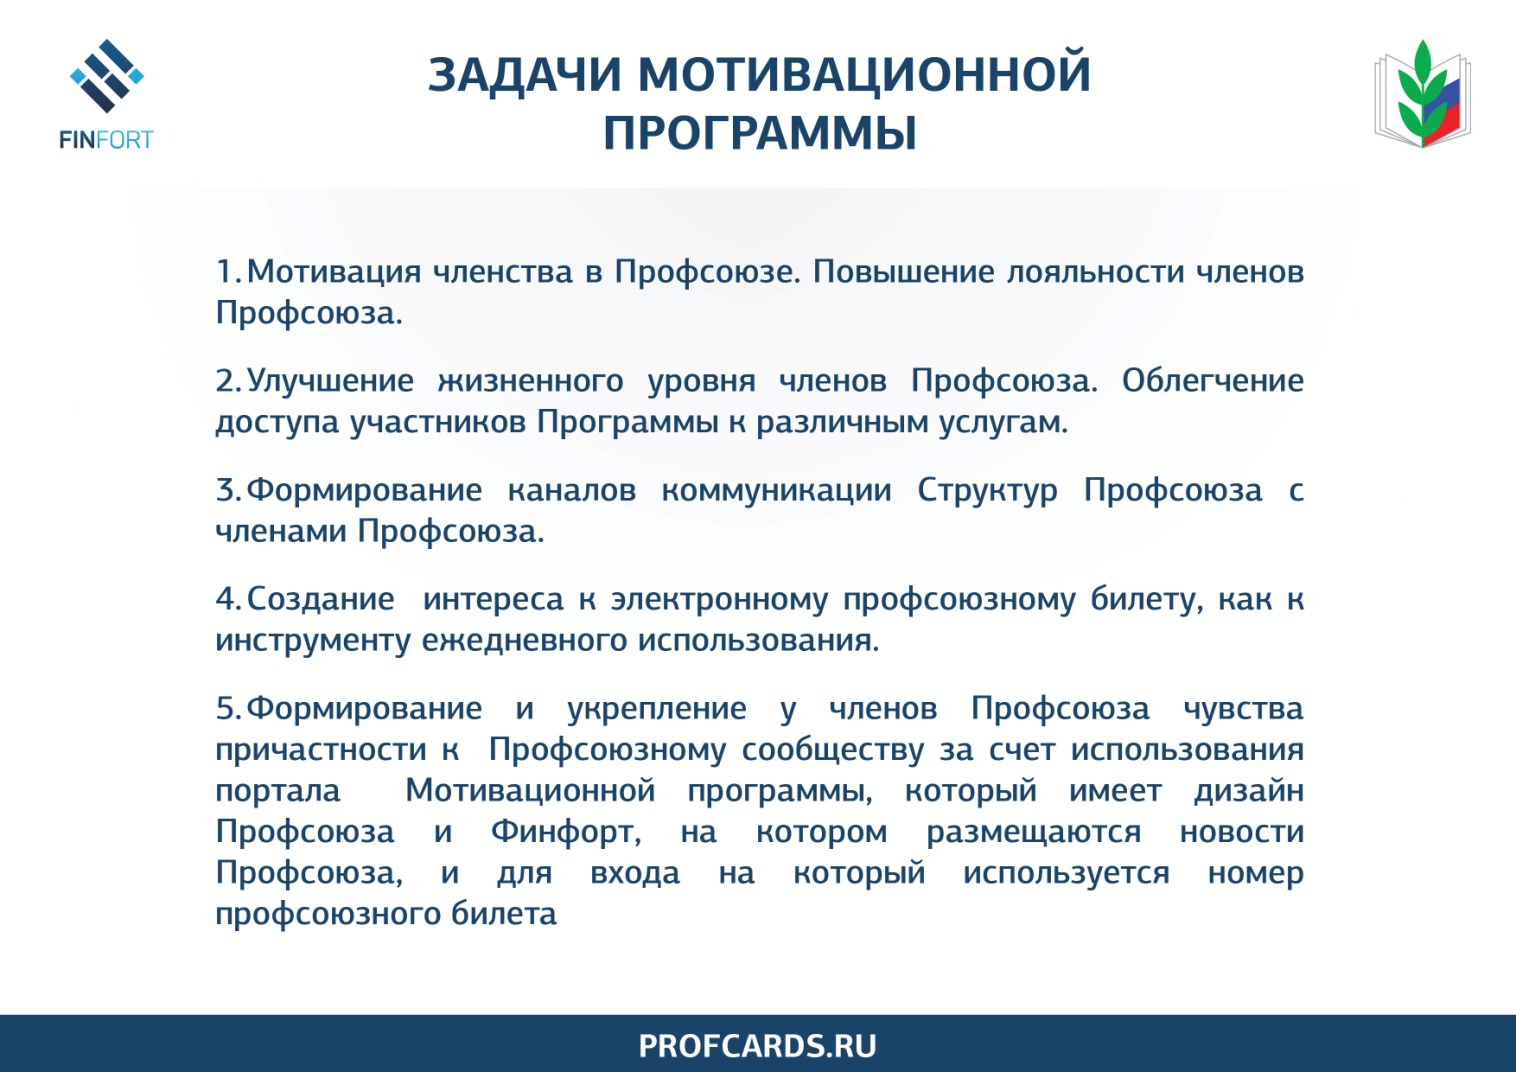 FINFORT
ЗАДАЧИ МОТИВАЦИОННОЙ
ПРОГРАММЫ
1. Мотивация членства в Профсоюзе. Повышение лояльности членов
Профсоюза.
2. Улучшение жизненного уровня членов Профсоюза. Облегчение
доступа участников Программы к различным услугам.
3. Формирование каналов коммуникации Структур Профсоюза с
членами Профсоюза.
4. Создание интереса к электронному профсоюзному билету, как к
инструменту ежедневного использования.
5. Формирование и укрепление у членов Профсоюза чувства
причастности к Профсоюзному сообществу за счет использования
портала Мотивационной программы, который имеет дизайн
Профсоюза и Финфорт, на котором размещаются новости
Профсоюза, и для входа на который используется номер
профсоюзного билета
PROFCARDS.RU